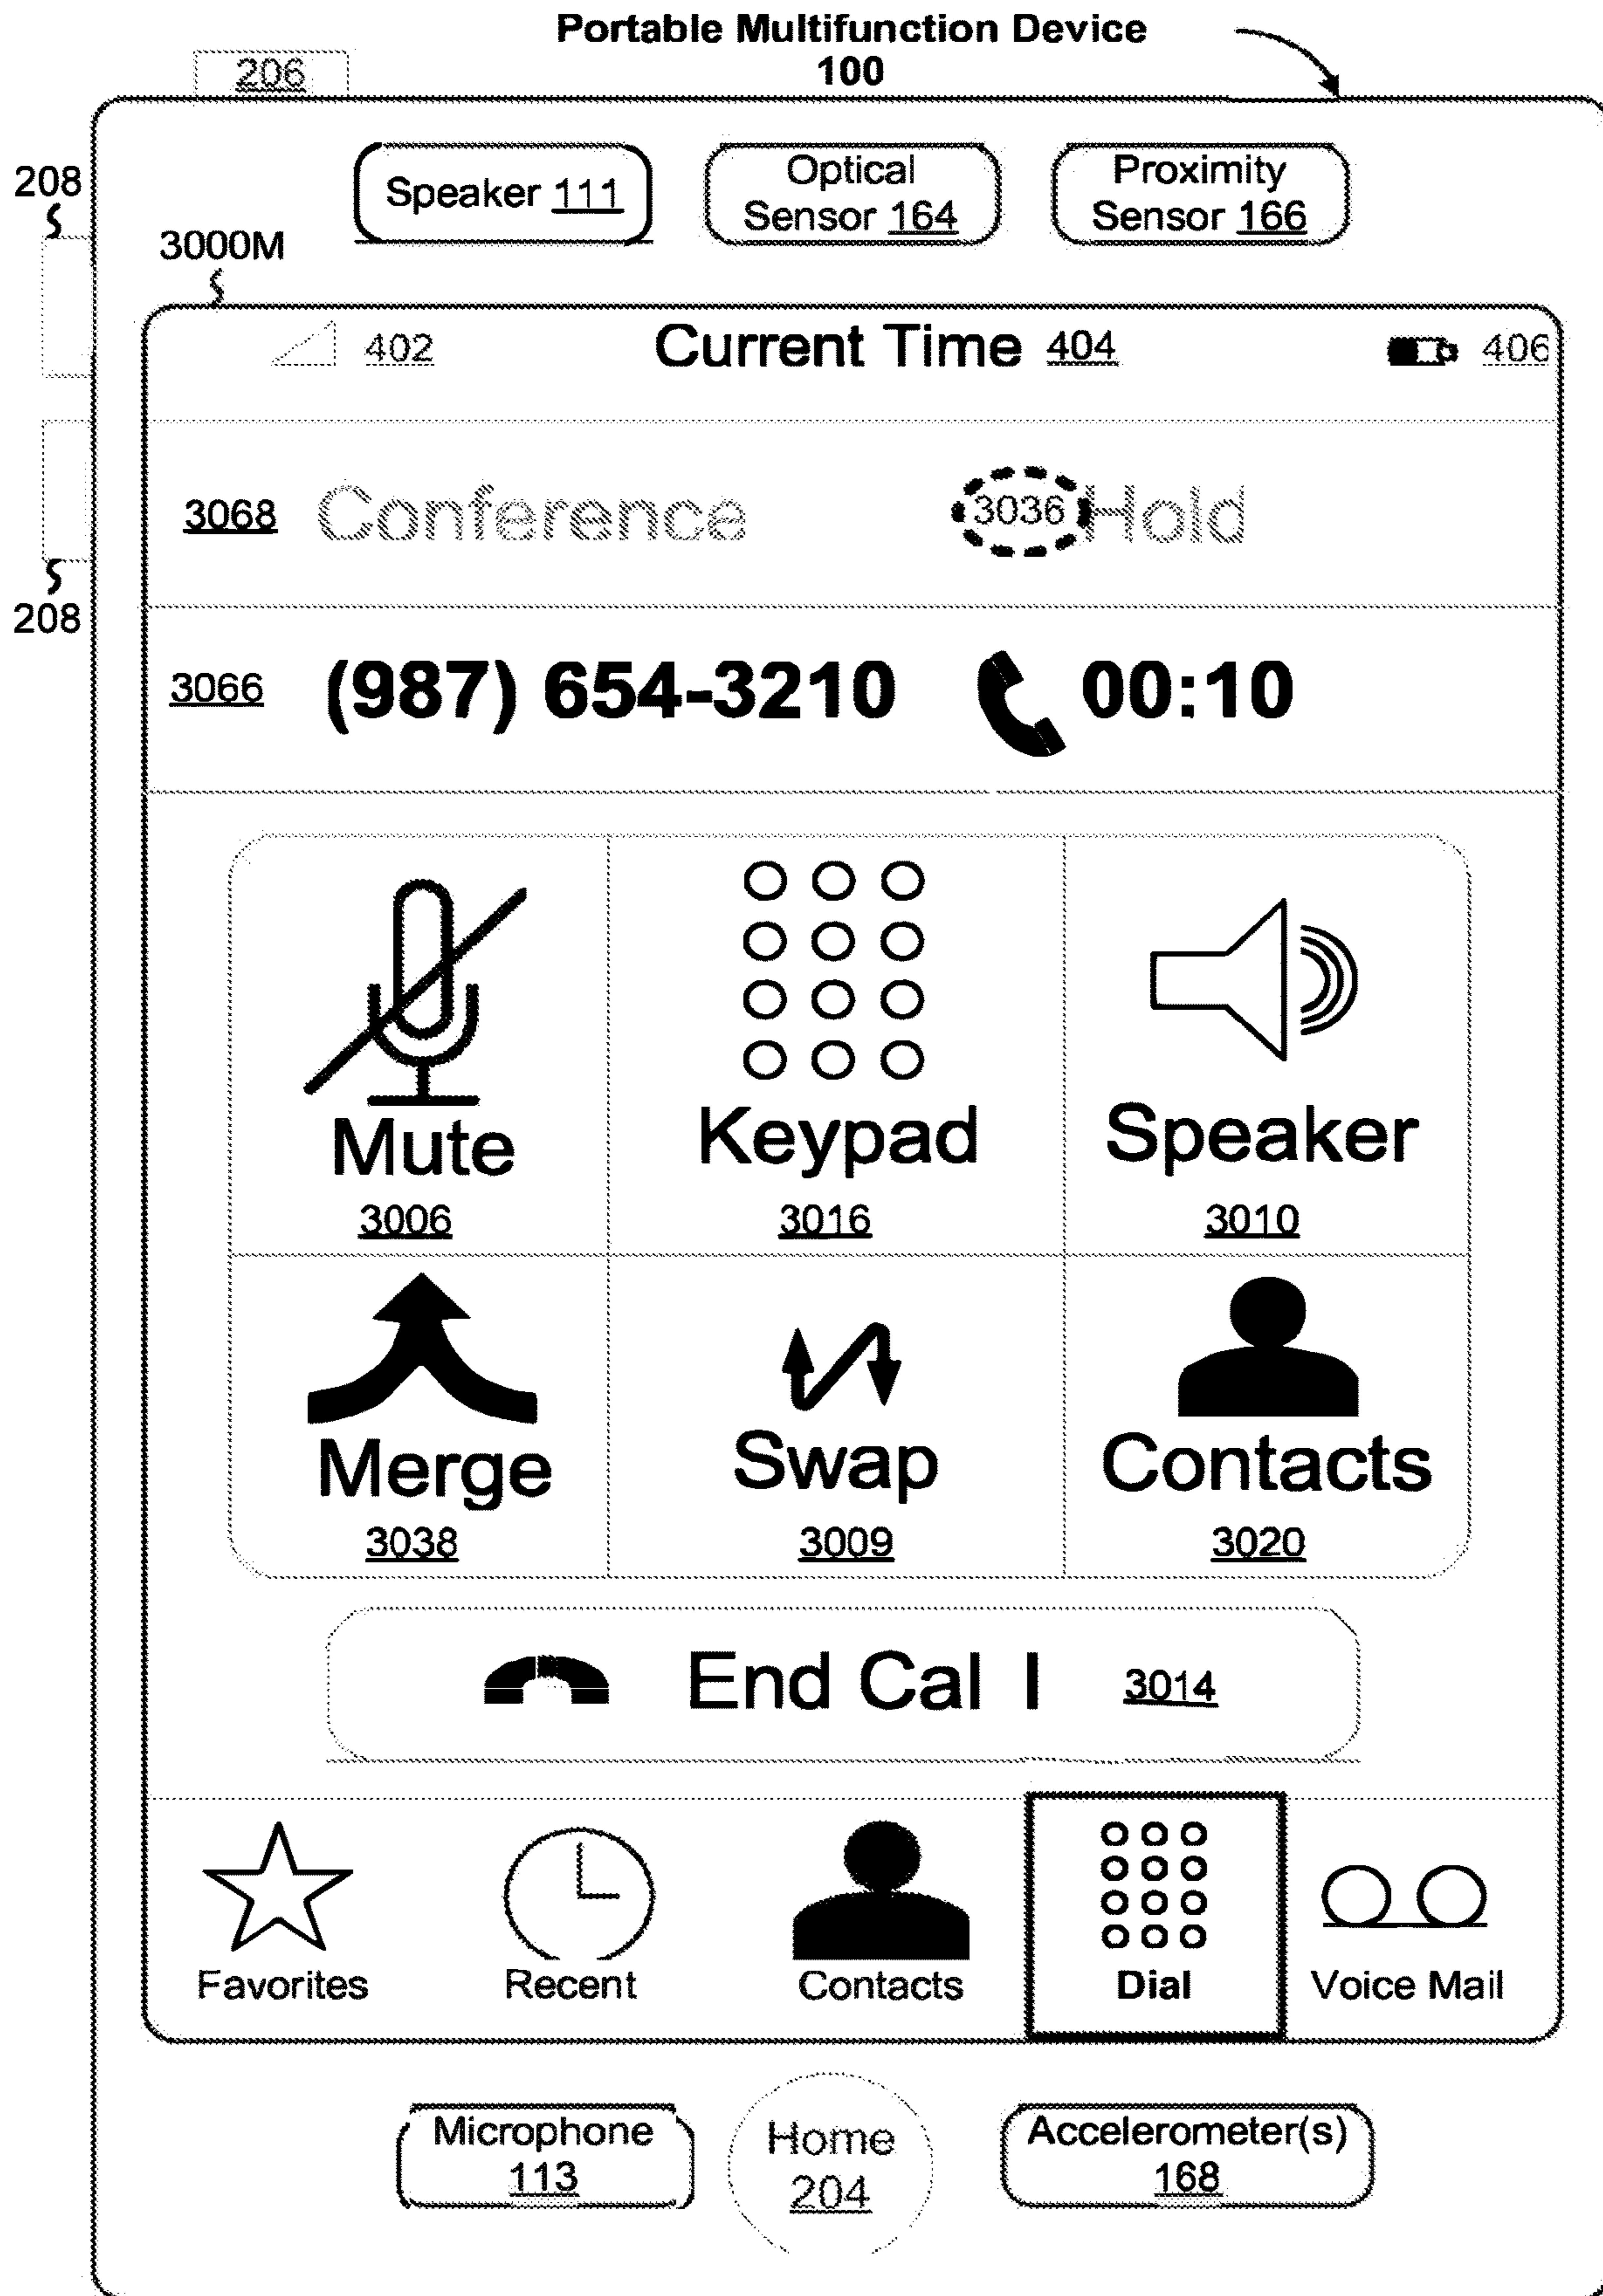 Portable Multifunction Device
100
206
208
Speaker 111
Optical
Sensor 164
Proximity
Sensor 166
3000M
402
Current Time 404
406
3068 Conference 3036 Hold
208
3066 (987) 654-3210 00:10
Mute
3006
Keypad
3016
Speaker
3010
Merge
3038
Swap
3009
Contacts
3020
End Cal l 3014
Favorites
Recent
Contacts
Dial
Voice Mail
Microphone
113
Home
204
Accelerometer(s)
168